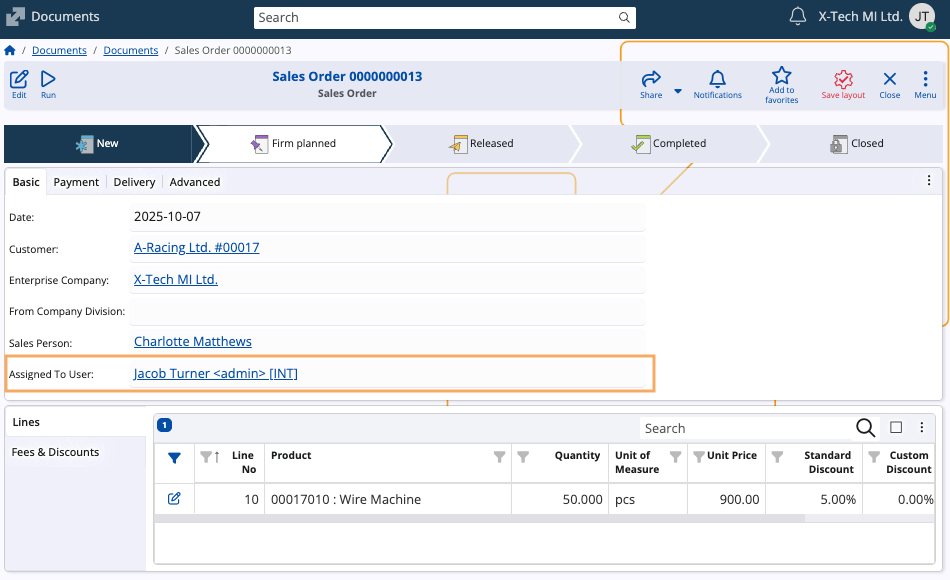 Documents
Search
X-Tech MI Ltd.
JT
/ Documents / Documents / Sales Order 0000000013
Edit
Run
Sales Order 0000000013
Sales Order
Share
Notifications
Add to
favorites
Save layout
Close
Menu
New
Firm planned
Released
Completed
Closed
Basic
Payment
Delivery
Advanced
Date:
2025-10-07
Customer:
A-Racing Ltd. #00017
Enterprise Company:
X-Tech MI Ltd.
From Company Division:
Sales Person:
Charlotte Matthews
Assigned To User:
Jacob Turner <admin> [INT]
Lines
Fees & Discounts
1
Search
Line
No
Product
Quantity
Unit of
Measure
Unit Price
Standard
Discount
Custom
Discount
10
00017010 : Wire Machine
50.000
pcs
900.00
5.00%
0.00%